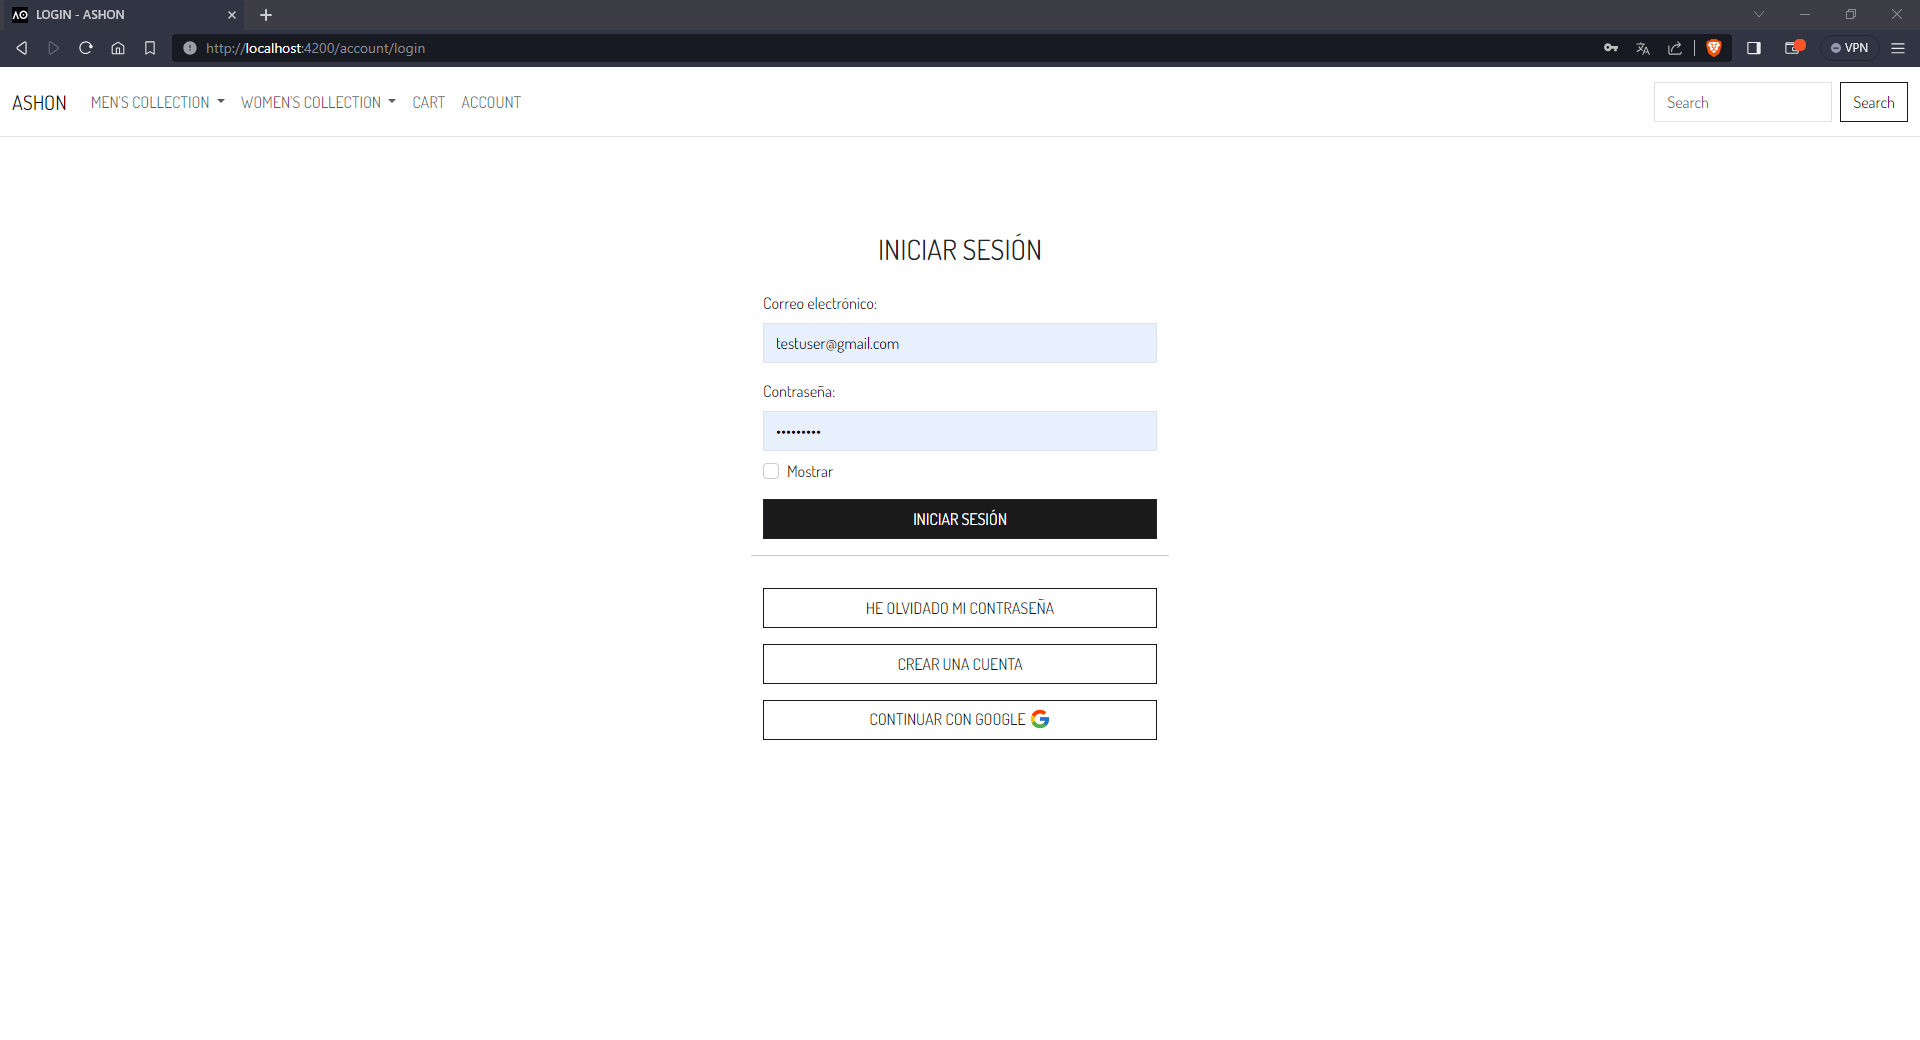 LOGIN - ASHON
http://localhost:4200/account/login
VPN
ASHON MEN'S COLLECTION WOMEN'S COLLECTION CART ACCOUNT Search Search
INICIAR SESIÓN
Correo electrónico:
testuser@gmail.com
Contraseña:
•••••••••
Mostrar
INICIAR SESIÓN
HE OLVIDADO MI CONTRASEÑA
CREAR UNA CUENTA
CONTINUAR CON GOOGLE